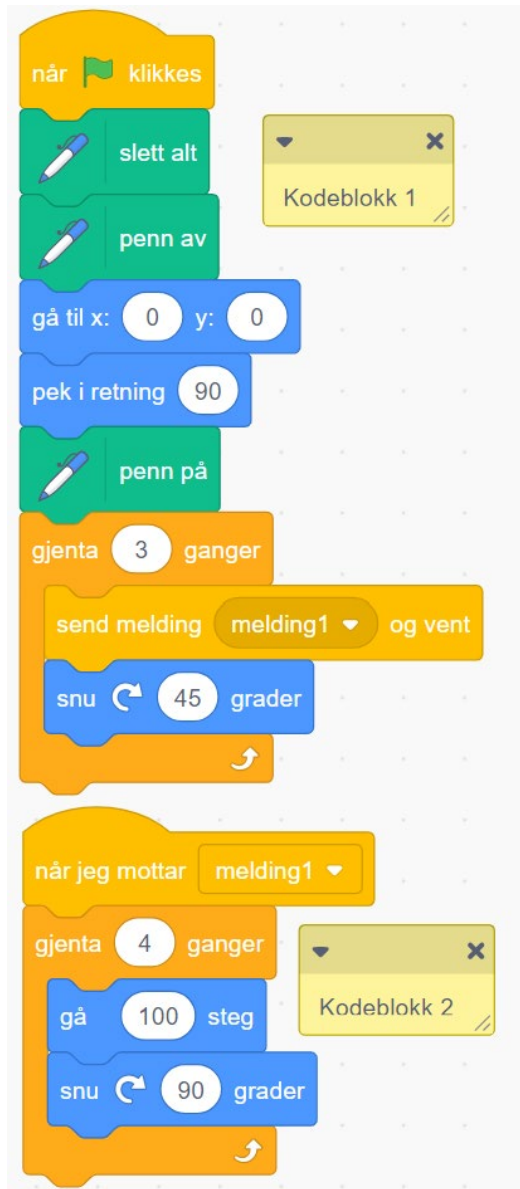 når klikkes
slett alt
Kodeblokk 1
penn av
gå til x: 0 y: 0
pek i retning 90
penn på
gjenta 3 ganger
send melding melding1 og vent
snu 45 grader
når jeg mottar melding1
gjenta 4 ganger
Kodeblokk 2
gå 100 steg
snu 90 grader